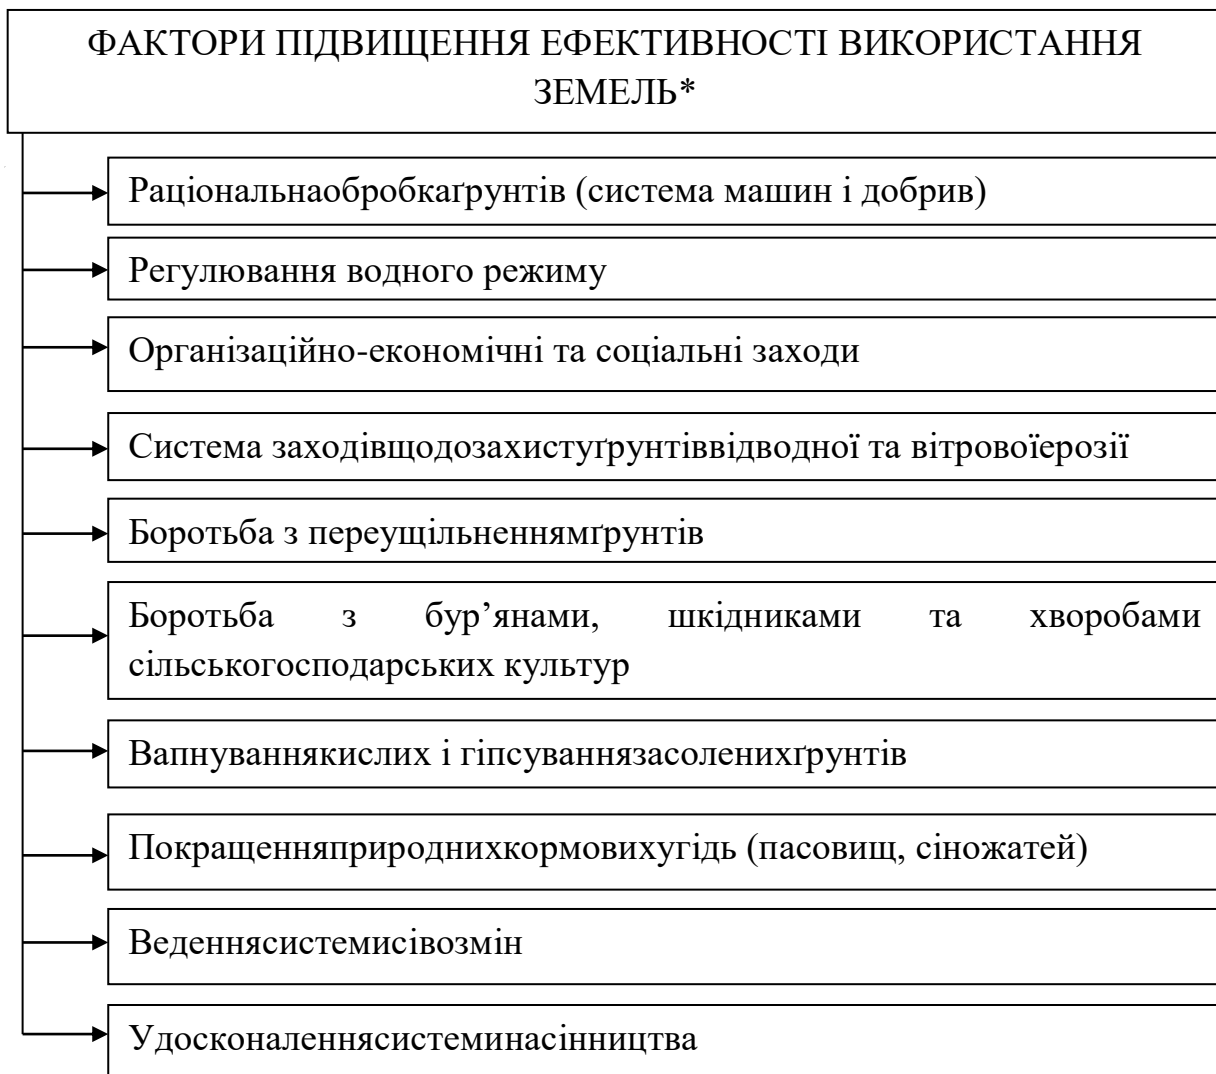 ФАКТОРИ ПІДВИЩЕННЯ ЕФЕКТИВНОСТІ ВИКОРИСТАННЯ
ЗЕМЕЛЬ*
Раціональнаобробкаґрунтів (система машин і добрив)
Регулювання водного режиму
Організаційно-економічні та соціальні заходи
Система заходівщодозахистуґрунтіввідводної та вітровоїерозії
Боротьба з переущільненнямґрунтів
Боротьба з бур’янами, шкідниками та хворобами
сільськогосподарських культур
Вапнуваннякислих і гіпсуваннязасоленихґрунтів
Покращенняприроднихкормовихугідь (пасовищ, сіножатей)
Веденнясистемисівозмін
Удосконаленнясистеминасінництва